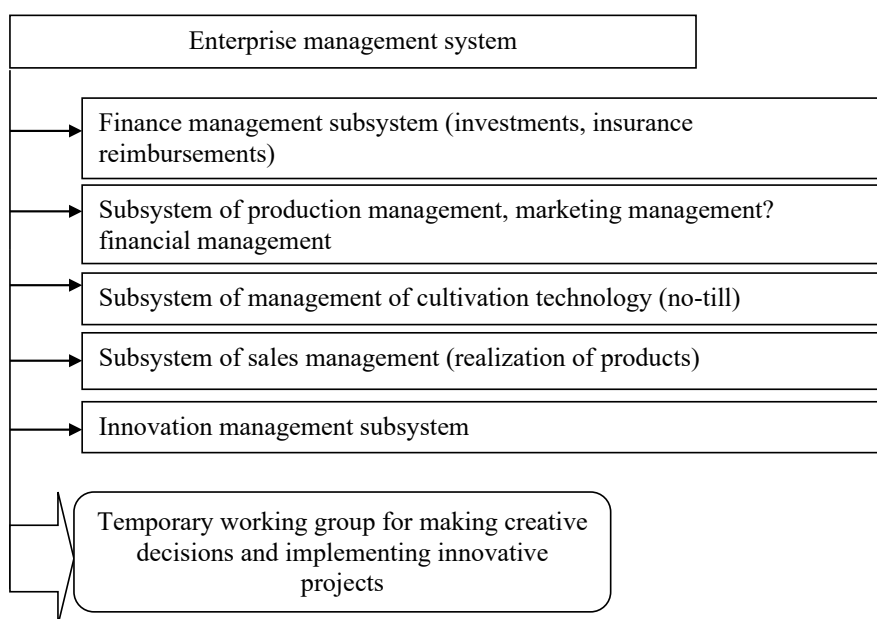 Enterprise management system
Finance management subsystem (investments, insurance
reimbursements)
Subsystem of production management, marketing management?
financial management
Subsystem of management of cultivation technology (no-till)
Subsystem of sales management (realization of products)
Innovation management subsystem
Temporary working group for making creative
decisions and implementing innovative
projects